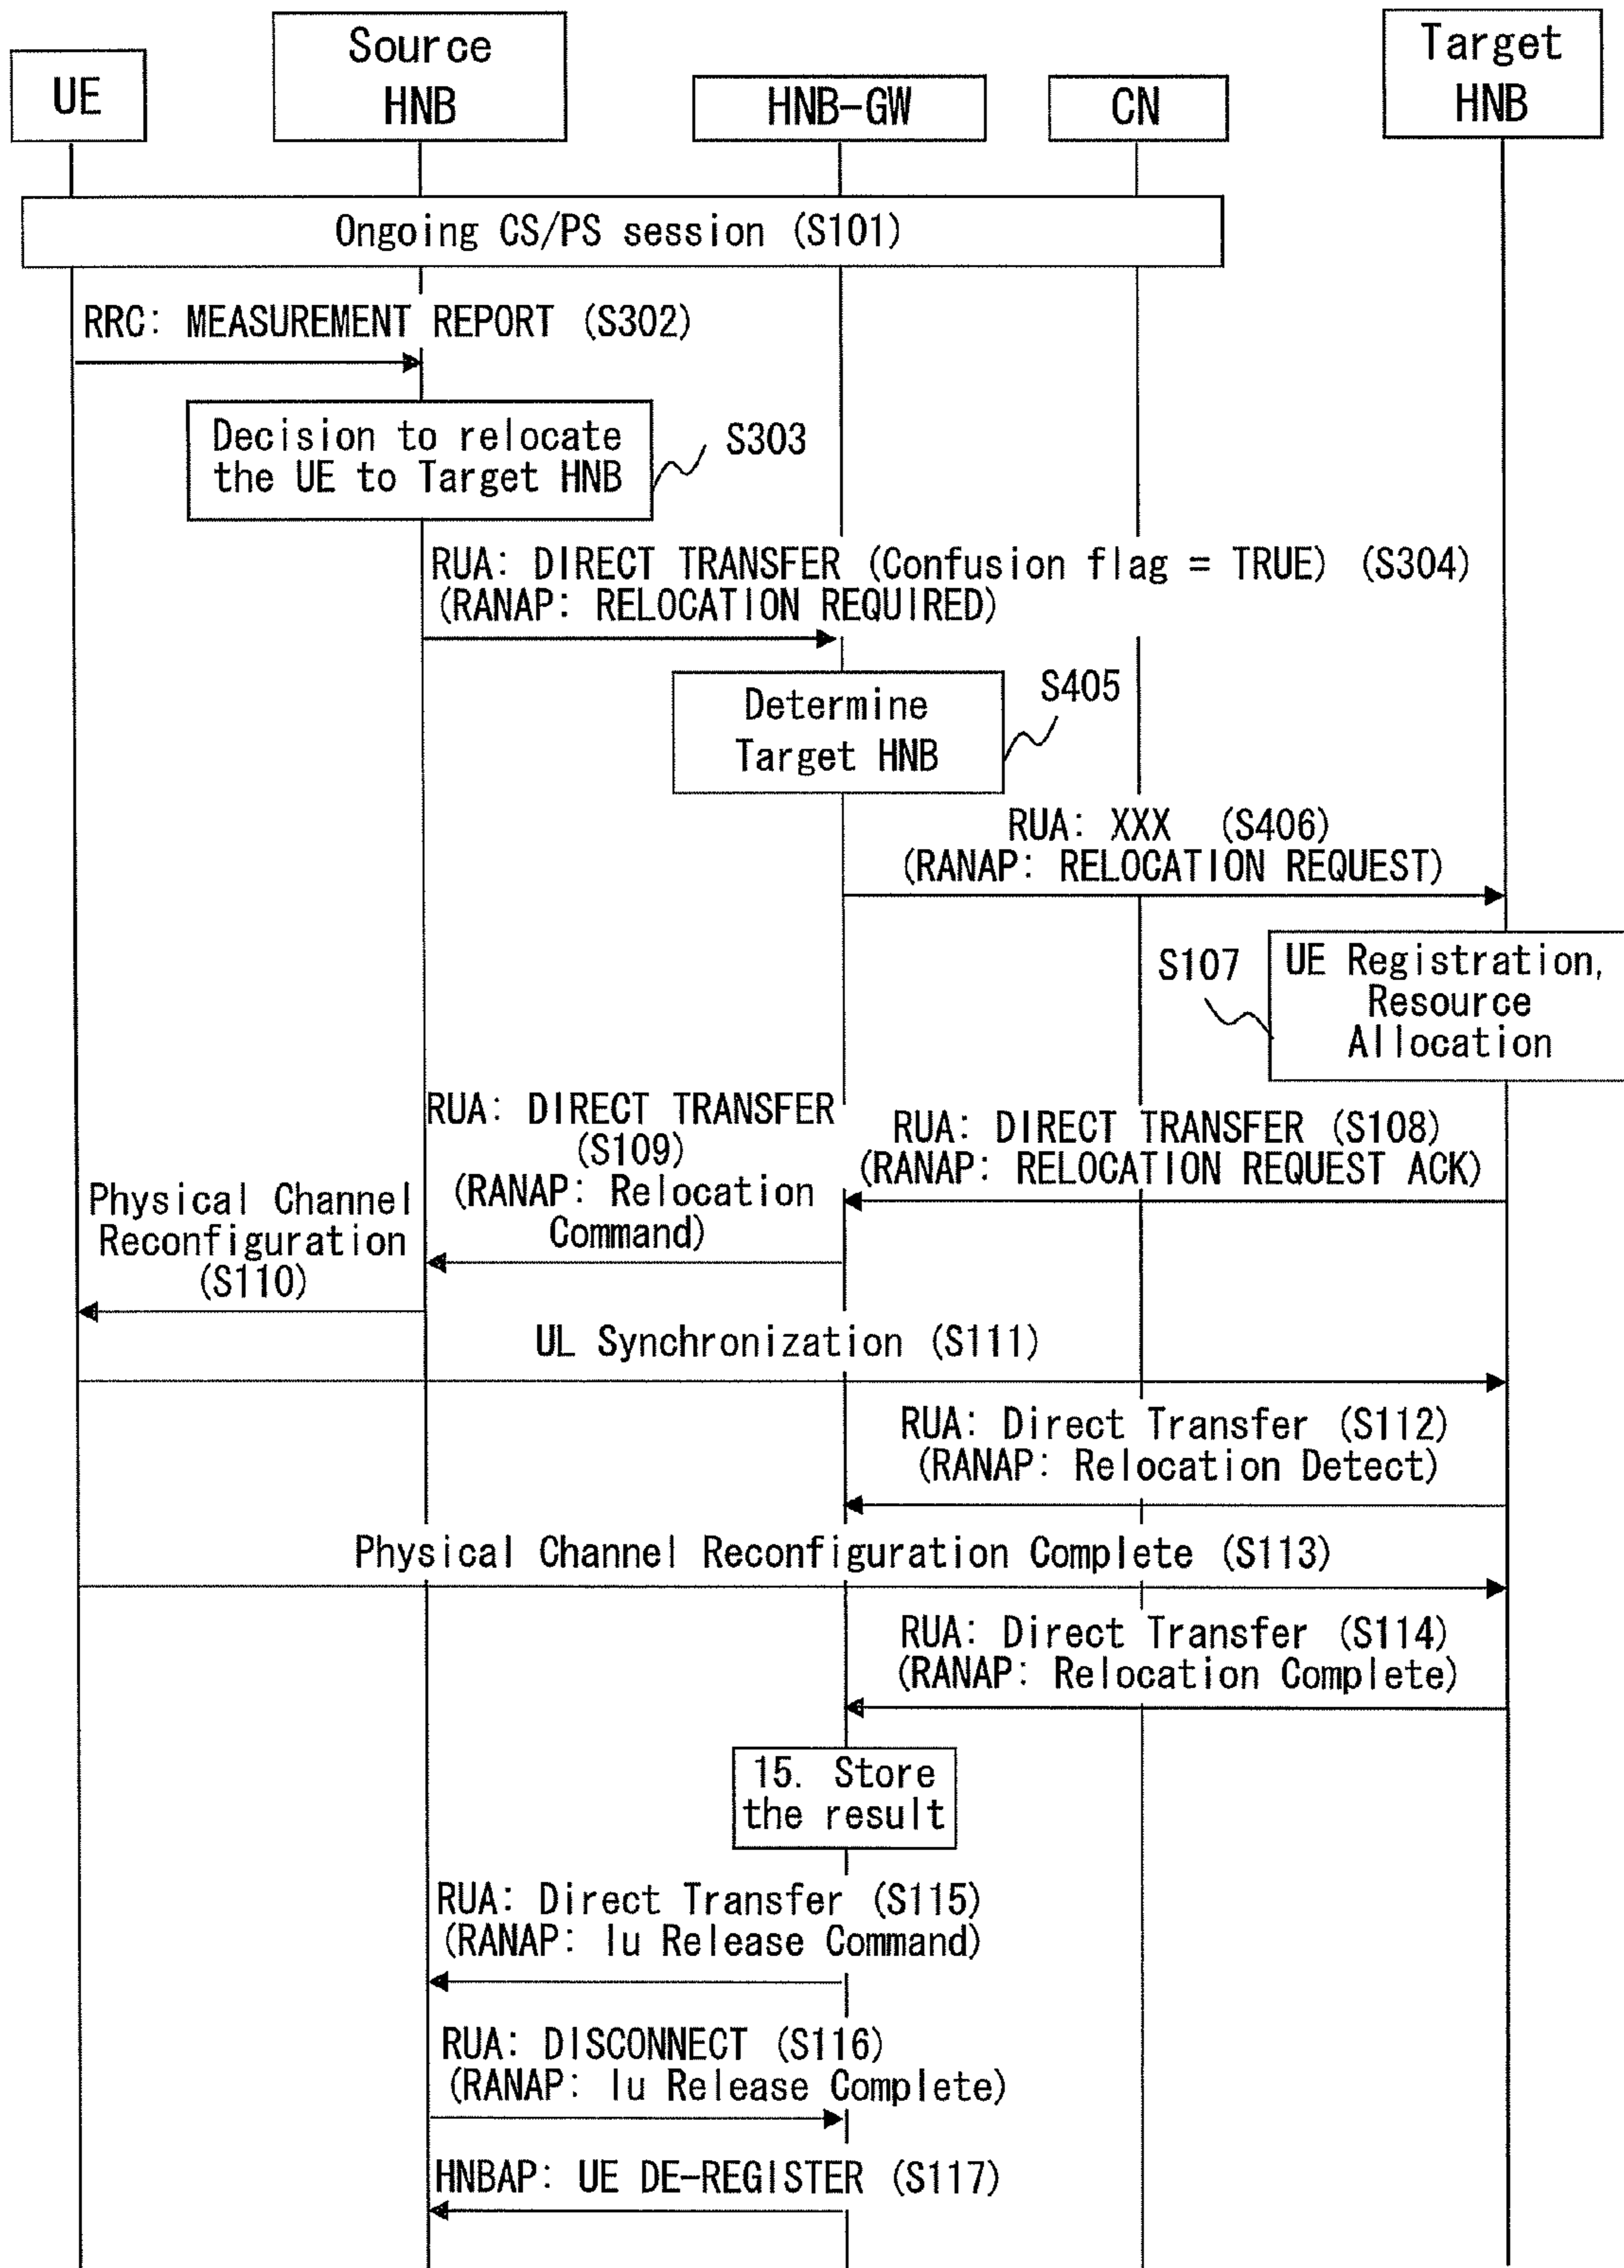 UE
Source
HNB
HNB-GW
CN
Target
HNB
Ongoing CS/PS session (S101)
RRC: MEASUREMENT REPORT (S302)
Decision to relocate
the UE to Target HNB
S303
RUA: DIRECT TRANSFER (Confusion flag = TRUE) (S304)
(RANAP: RELOCATION REQUIRED)
Determine
Target HNB
S405
RUA: XXX (S406)
(RANAP: RELOCATION REQUEST)
S107
UE Registration,
Resource
Allocation
RUA: DIRECT TRANSFER
(S109)
(RANAP: Relocation
Command)
RUA: DIRECT TRANSFER (S108)
(RANAP: RELOCATION REQUEST ACK)
Physical Channel
Reconfiguration
(S110)
UL Synchronization (S111)
RUA: Direct Transfer (S112)
(RANAP: Relocation Detect)
Physical Channel Reconfiguration Complete (S113)
RUA: Direct Transfer (S114)
(RANAP: Relocation Complete)
15. Store
the result
RUA: Direct Transfer (S115)
(RANAP: Iu Release Command)
RUA: DISCONNECT (S116)
(RANAP: Iu Release Complete)
HNBAP: UE DE-REGISTER (S117)